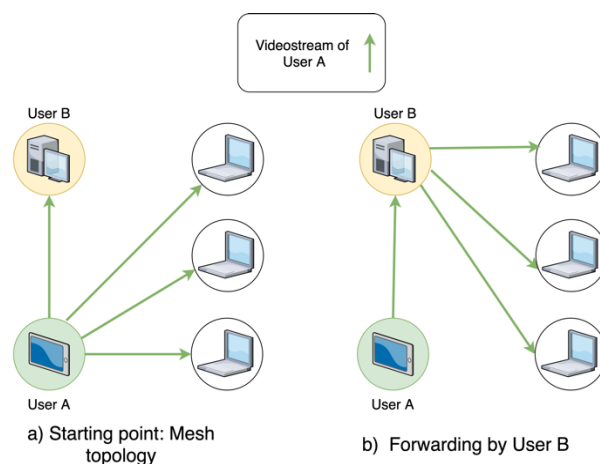 Videostream of
User A
User B
User B
User A
User A
a) Starting point: Mesh
topology
b) Forwarding by User B